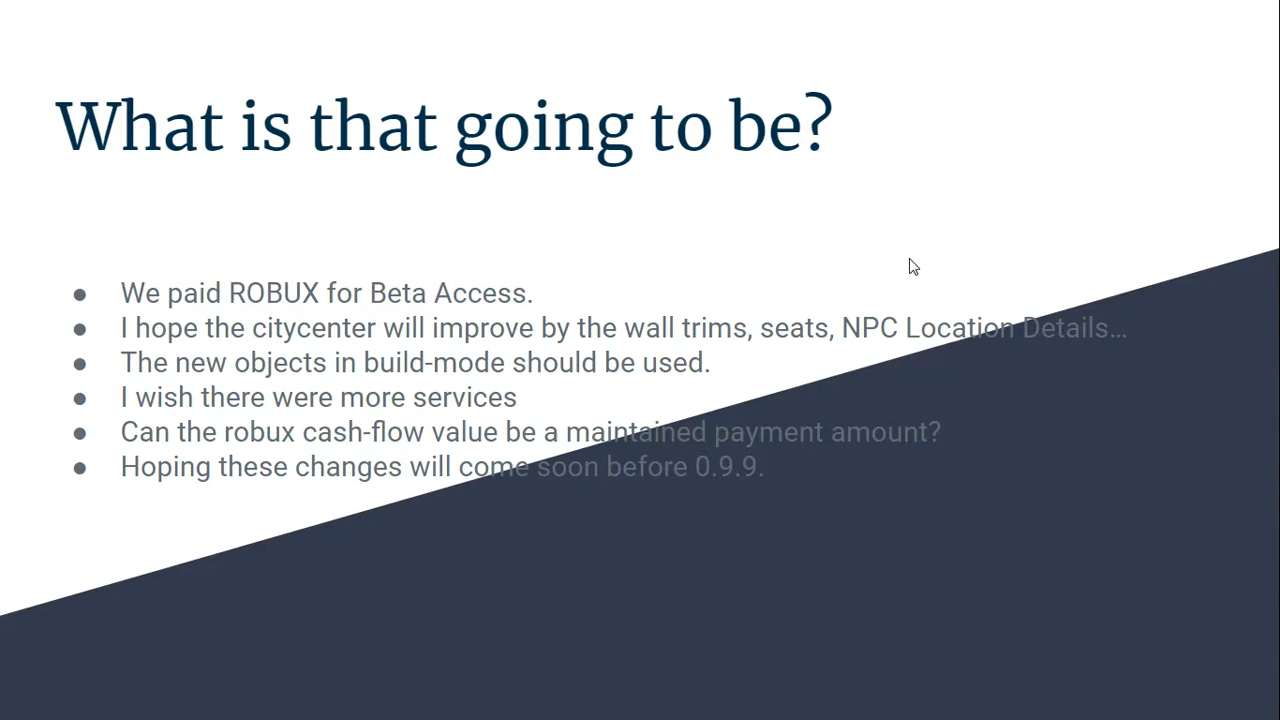 What is that going to be?
● We paid ROBUX for Beta Access.
● I hope the citycenter will improve by the wall trims, seats, NPC Location Details...
● The new objects in build-mode should be used.
● I wish there were more services
● Can the robux cash-flow value be a maintained payment amount?
● Hoping these changes will come soon before 0.9.9.